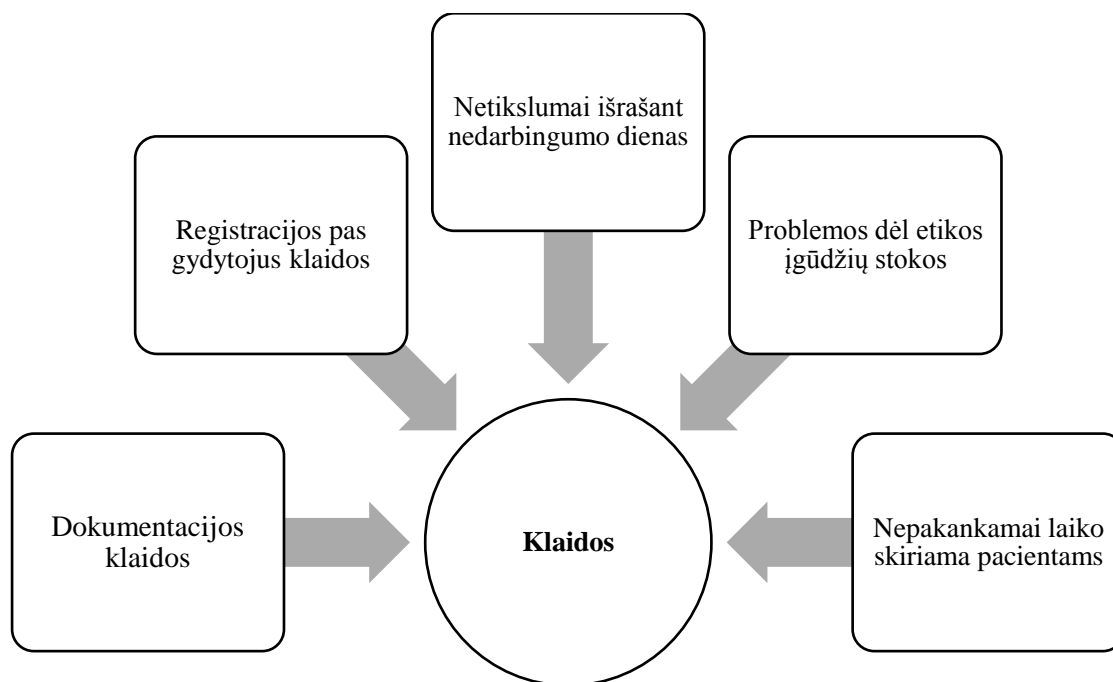 Netikslumai išrašant
nedarbingumo dienas
Registracijos pas
gydytojus klaidos
Problemos dėl etikos
įgūdžių stokos
Dokumentacijos
klaidos
Klaidos
Nepakankamai laiko
skiriama pacientams